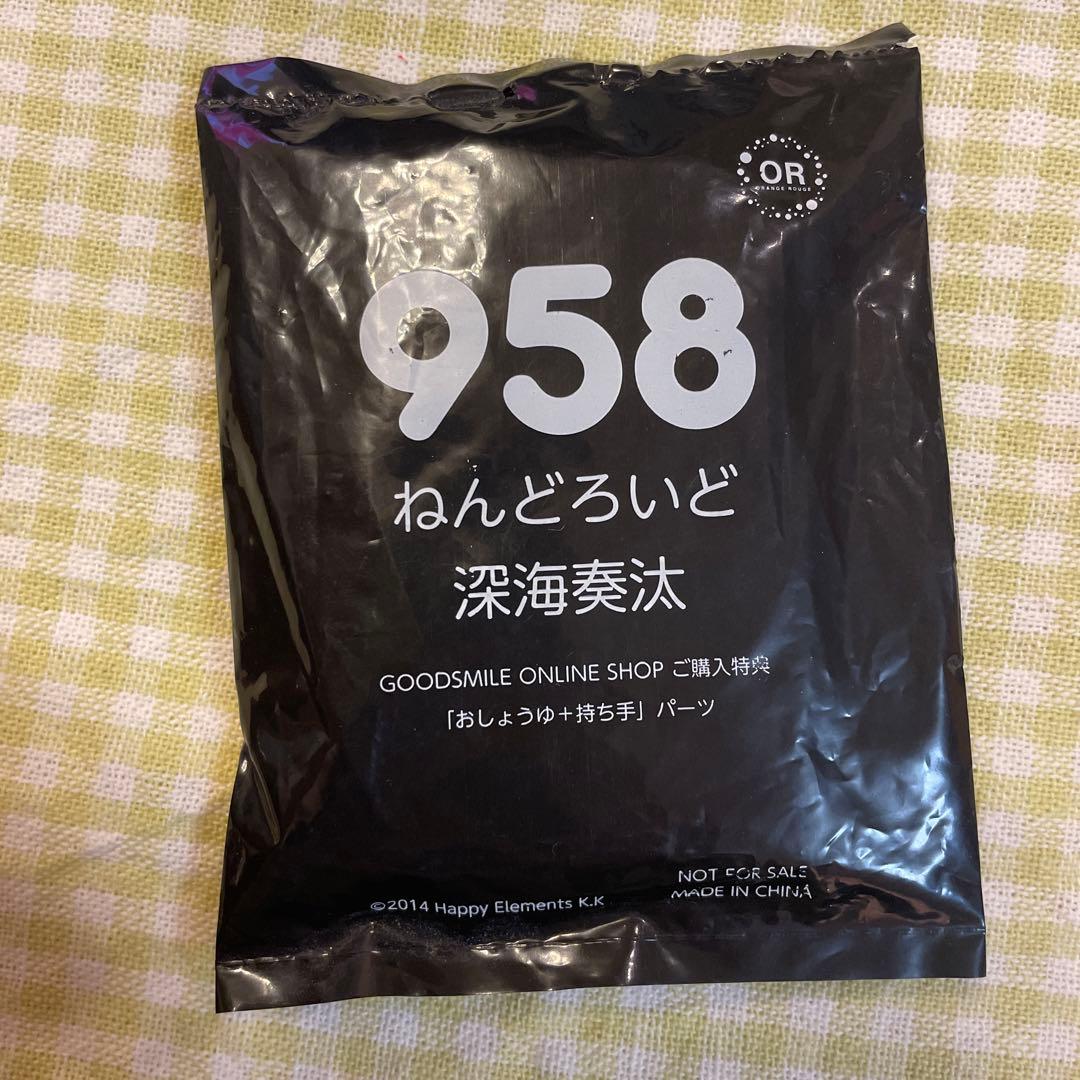 OR
ORANGE ROUGE
958
ねんどろいど
深海奏汰
GOODSMILE ONLINE SHOP ご購入特典
「おしょうゆ+持ち手」パーツ
NOT FOR SALE
MADE IN CHINA
©2014 Happy Elements K.K